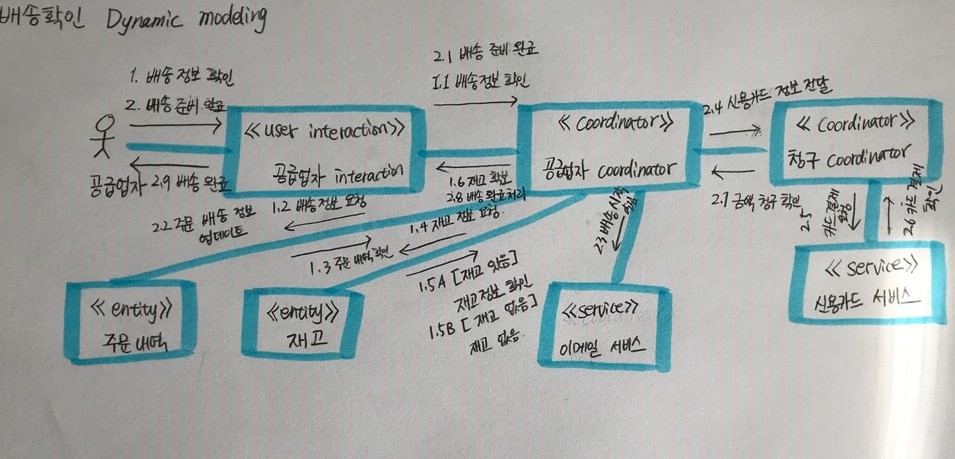 배송확인 Dynamic modeling
1. 배송 정보 확인
2. 배송 준비 완료
2.1 배송 준비 완료
1.1 배송정보 확인
2.4 신용카드 정보 전달
≪user interaction≫
공급업자 interaction
≪coordinator≫
공급업자 coordinator
≪coordinator≫
청구 coordinator
공급업자
2.9 배송 완료
1.6 재고 확보
2.8 배송 완료처리
2.7 금액 청구 확인
2.5 카드결제 요청
2.6 카드 결제 확인
2.2 주문 배송 정보
업데이트
1.2 배송정보 요청
1.4 재고 정보 요청
2.3 배송 시작
1.3 주문 내역 확인
1.5A [재고 있음]
재고정보 확인
1.5B [재고 없음]
재고 없음.
≪entity≫
주문 내역
≪entity≫
재고
≪service≫
이메일 서비스
≪service≫
신용카드 서비스